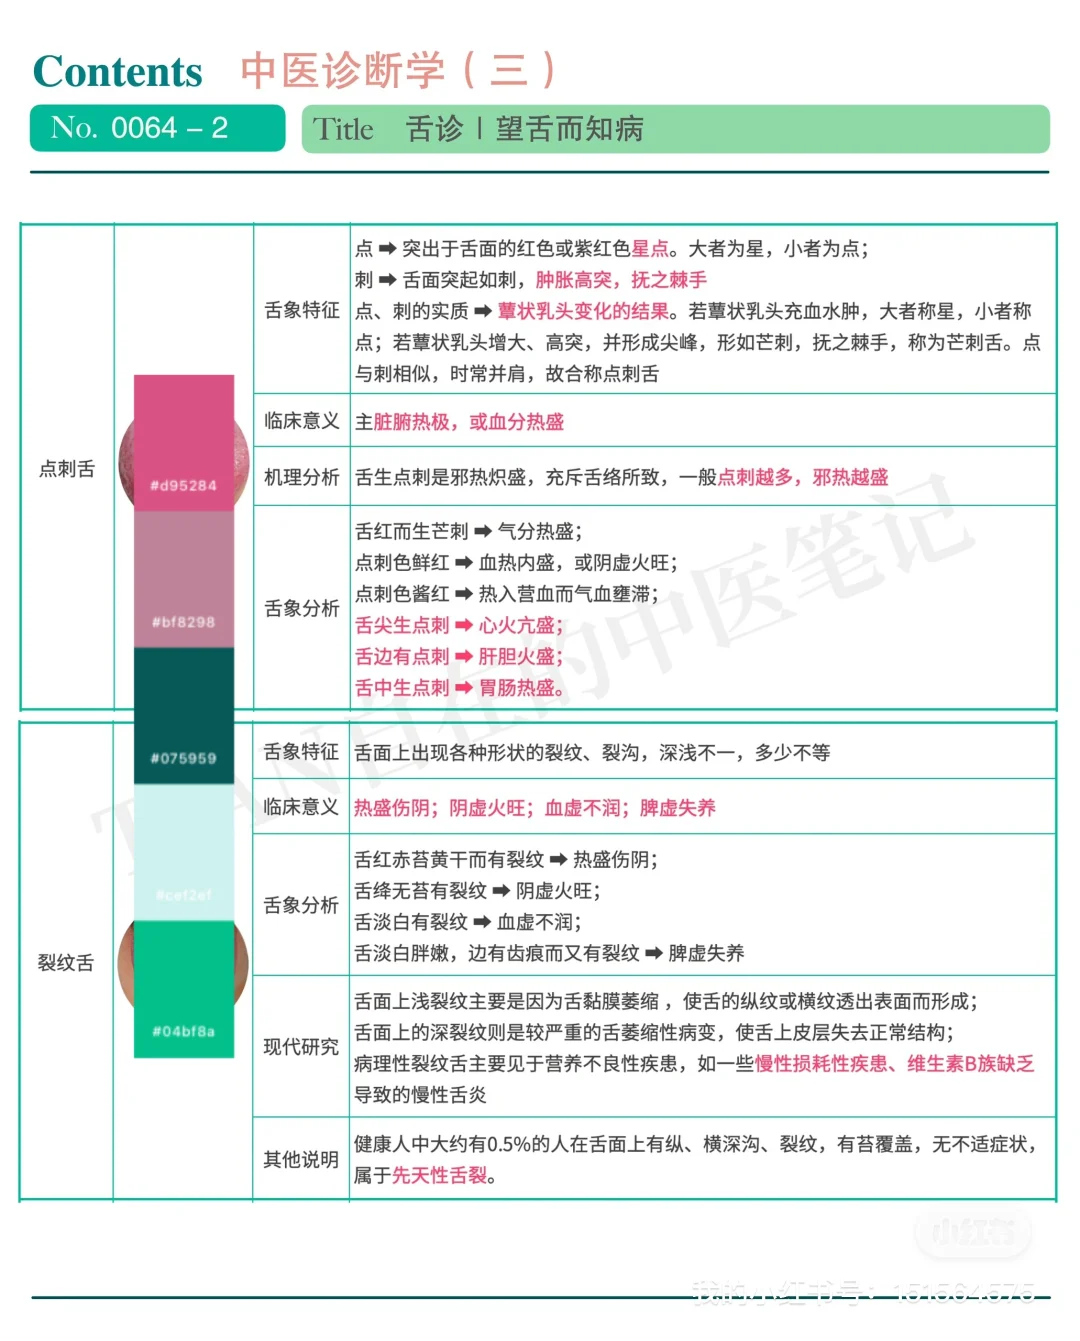 Contents 中医诊断学（三）
No. 0064 – 2
Title 舌诊 | 望舌而知病
点刺舌
舌象特征
点 ➡ 突出于舌面的红色或紫红色星点。大者为星，小者为点；
刺 ➡ 舌面突起如刺，肿胀高突，抚之棘手
点、刺的实质 ➡ 蕈状乳头变化的结果。若蕈状乳头充血水肿，大者称星，小者称
点；若蕈状乳头增大、高突，并形成尖峰，形如芒刺，抚之棘手，称为芒刺舌。点
与刺相似，时常并肩，故合称点刺舌
临床意义
主脏腑热极，或血分热盛
机理分析
舌生点刺是邪热炽盛，充斥舌络所致，一般点刺越多，邪热越盛
舌象分析
舌红而生芒刺 ➡ 气分热盛；
点刺色鲜红 ➡ 血热内盛，或阴虚火旺；
点刺色酱红 ➡ 热入营血而气血壅滞；
舌尖生点刺 ➡ 心火亢盛；
舌边有点刺 ➡ 肝胆火盛；
舌中生点刺 ➡ 胃肠热盛。
#d95284
#bf8298
#075959
#cef2ef
#04bf8a
裂纹舌
舌象特征
舌面上出现各种形状的裂纹、裂沟，深浅不一，多少不等
临床意义
热盛伤阴；阴虚火旺；血虚不润；脾虚失养
舌象分析
舌红赤苔黄干而有裂纹 ➡ 热盛伤阴；
舌绛无苔有裂纹 ➡ 阴虚火旺；
舌淡白有裂纹 ➡ 血虚不润；
舌淡白胖嫩，边有齿痕而又有裂纹 ➡ 脾虚失养
现代研究
舌面上浅裂纹主要是因为舌黏膜萎缩，使舌的纵纹或横纹透出表面而形成；
舌面上的深裂纹则是较严重的舌萎缩性病变，使舌上皮层失去正常结构；
病理性裂纹舌主要见于营养不良性疾患，如一些慢性损耗性疾患、维生素B族缺乏
导致的慢性舌炎
其他说明
健康人中大约有0.5%的人在舌面上有纵、横深沟、裂纹，有苔覆盖，无不适症状，
属于先天性舌裂。
自在的中医笔记
小红书
我的小红书号：151564575